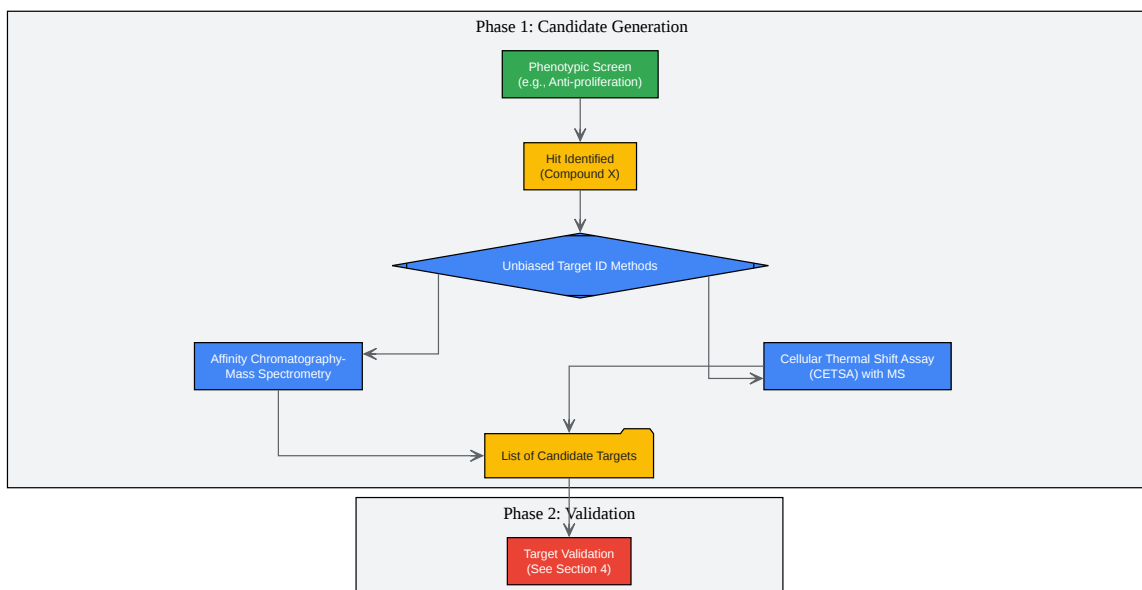 Phase 1: Candidate Generation
Phenotypic Screen
(e.g., Anti-proliferation)
Hit Identified
(Compound X)
Unbiased Target ID Methods
Affinity Chromatography-
Mass Spectrometry
Cellular Thermal Shift Assay
(CETSA) with MS
List of Candidate Targets
Phase 2: Validation
Target Validation
(See Section 4)